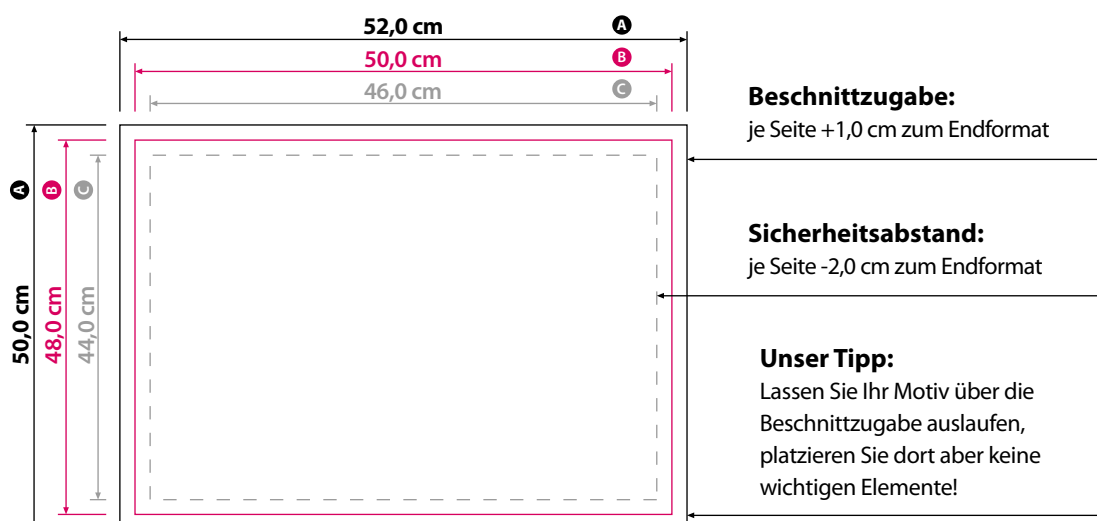 52,0 cm A
50,0 cm B
46,0 cm C
A
B
C
50,0 cm
48,0 cm
44,0 cm
Beschnittzugabe:
je Seite +1,0 cm zum Endformat
Sicherheitsabstand:
je Seite -2,0 cm zum Endformat
Unser Tipp:
Lassen Sie Ihr Motiv über die
Beschnittzugabe auslaufen,
platzieren Sie dort aber keine
wichtigen Elemente!